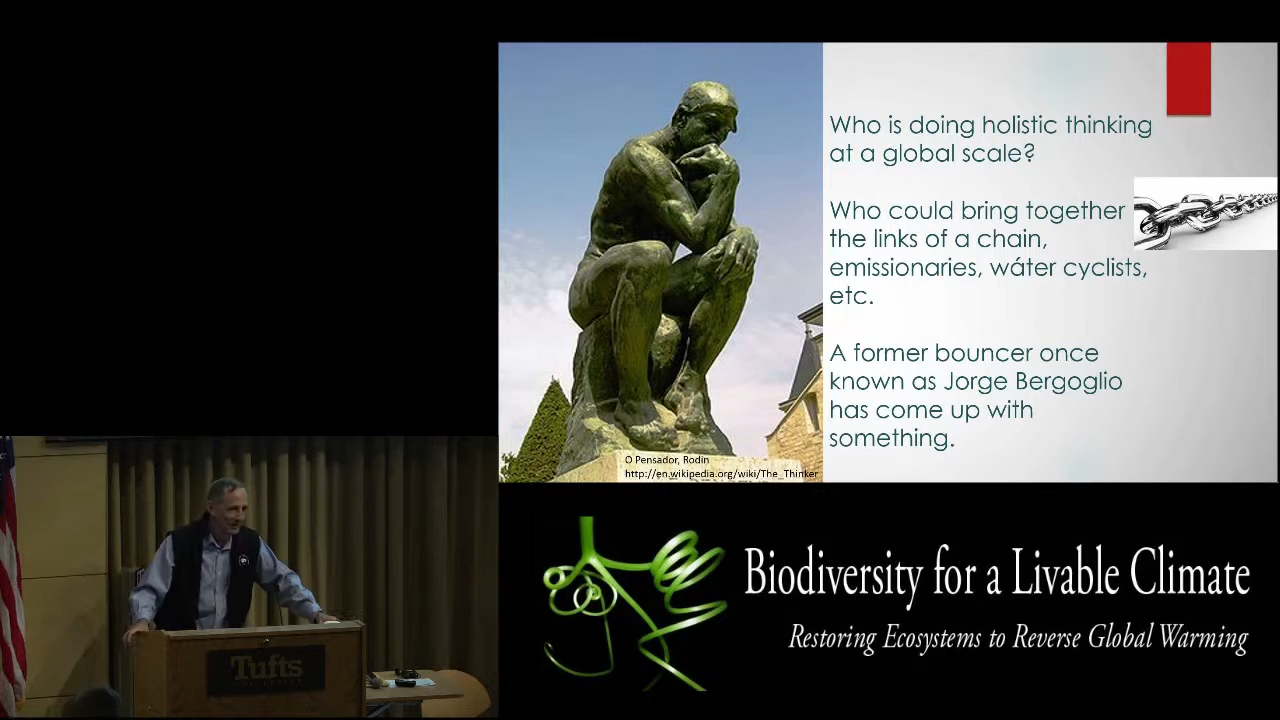 Who is doing holistic thinking
at a global scale?
Who could bring together
the links of a chain,
emissionaries, wáter cyclists,
etc.
A former bouncer once
known as Jorge Bergoglio
has come up with
something.
O Pensador, Rodin
http://en.wikipedia.org/wiki/The_Thinker
Tufts
Biodiversity for a Livable Climate
Restoring Ecosystems to Reverse Global Warming